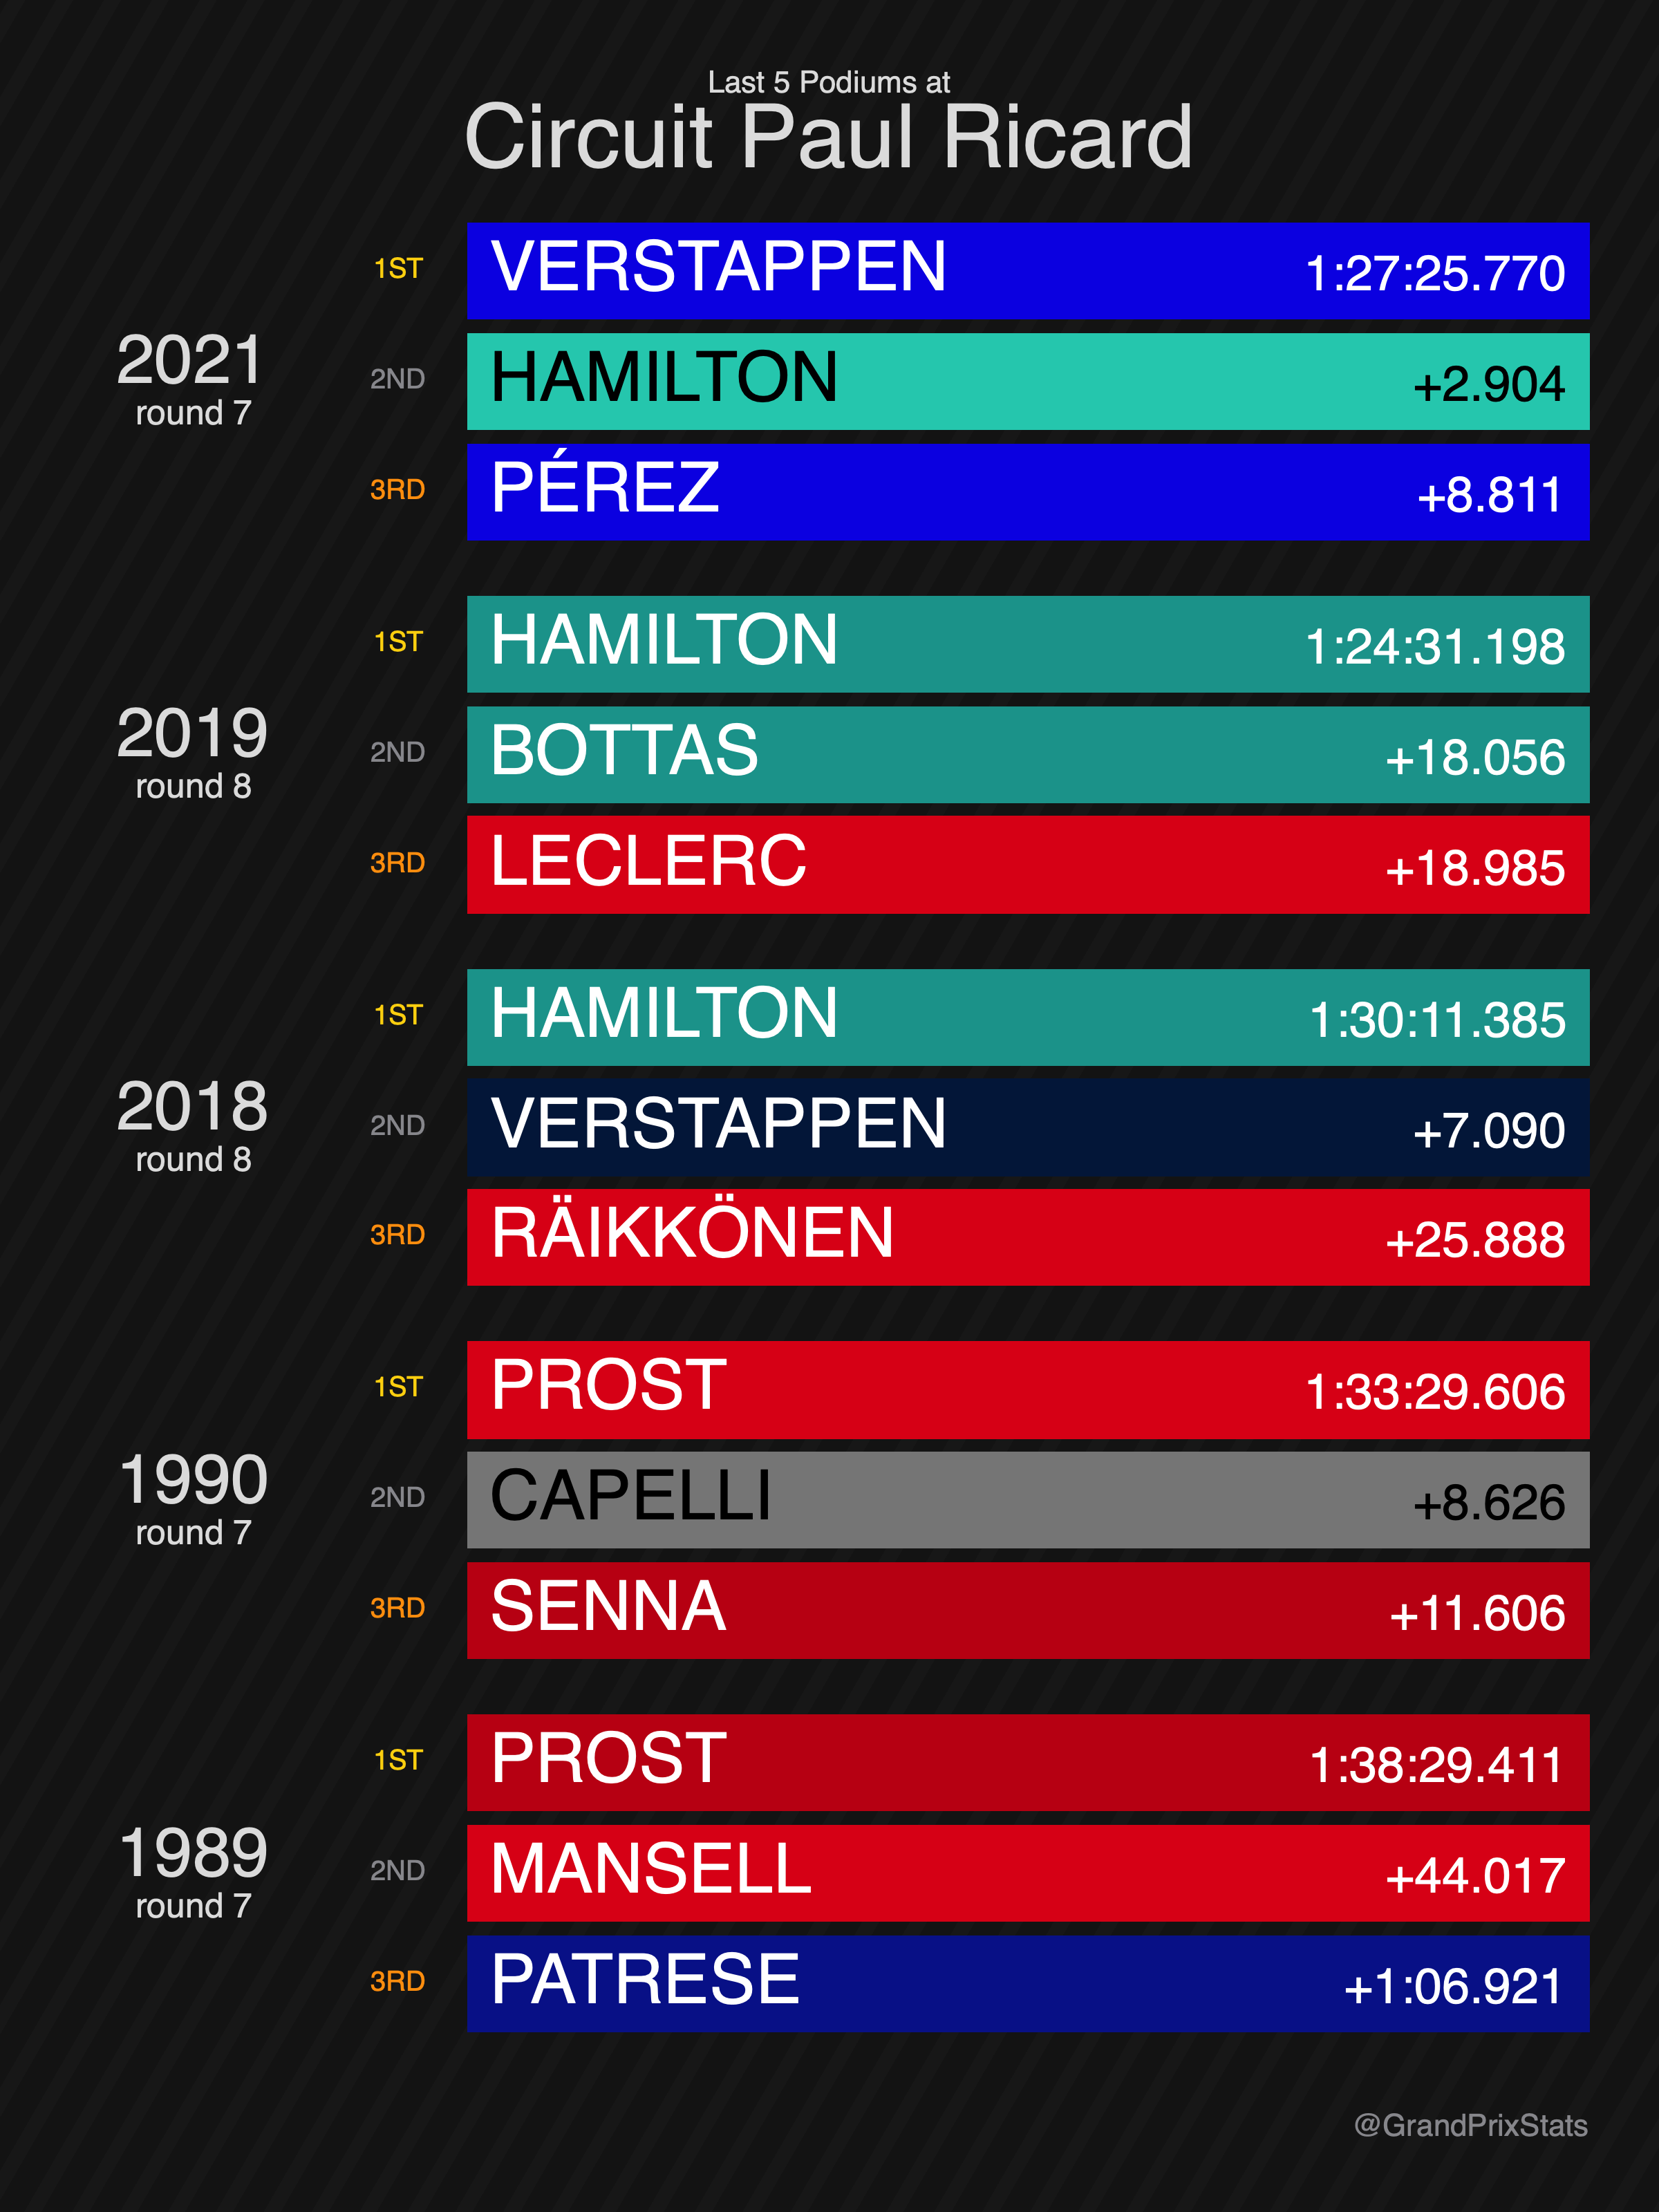 Last 5 Podiums at
Circuit Paul Ricard
2021
round 7
1ST VERSTAPPEN 1:27:25.770
2ND HAMILTON +2.904
3RD PÉREZ +8.811
2019
round 8
1ST HAMILTON 1:24:31.198
2ND BOTTAS +18.056
3RD LECLERC +18.985
2018
round 8
1ST HAMILTON 1:30:11.385
2ND VERSTAPPEN +7.090
3RD RÄIKKÖNEN +25.888
1990
round 7
1ST PROST 1:33:29.606
2ND CAPELLI +8.626
3RD SENNA +11.606
1989
round 7
1ST PROST 1:38:29.411
2ND MANSELL +44.017
3RD PATRESE +1:06.921
@GrandPrixStats